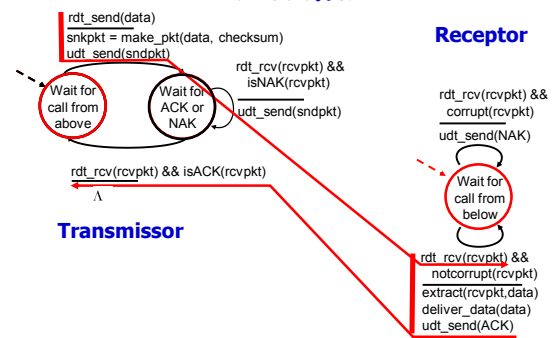 rdt_send(data)
snkpkt = make_pkt(data, checksum)
udt_send(sndpkt)
Receptor
Wait for
call from
above
Wait for
ACK or
NAK
rdt_rcv(rcvpkt) &&
isNAK(rcvpkt)
udt_send(sndpkt)
rdt_rcv(rcvpkt) &&
corrupt(rcvpkt)
udt_send(NAK)
rdt_rcv(rcvpkt) && isACK(rcvpkt)
Λ
Wait for
call from
below
Transmissor
rdt_rcv(rcvpkt) &&
notcorrupt(rcvpkt)
extract(rcvpkt,data)
deliver_data(data)
udt_send(ACK)